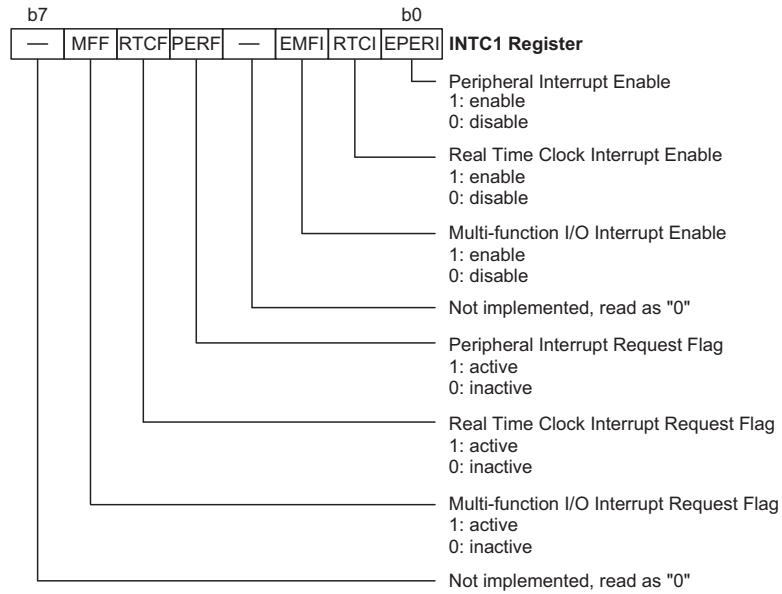 b7 b0
— MFF RTCF PERF — EMFI RTCI EPERI INTC1 Register
Peripheral Interrupt Enable
1: enable
0: disable
Real Time Clock Interrupt Enable
1: enable
0: disable
Multi-function I/O Interrupt Enable
1: enable
0: disable
Not implemented, read as "0"
Peripheral Interrupt Request Flag
1: active
0: inactive
Real Time Clock Interrupt Request Flag
1: active
0: inactive
Multi-function I/O Interrupt Request Flag
1: active
0: inactive
Not implemented, read as "0"